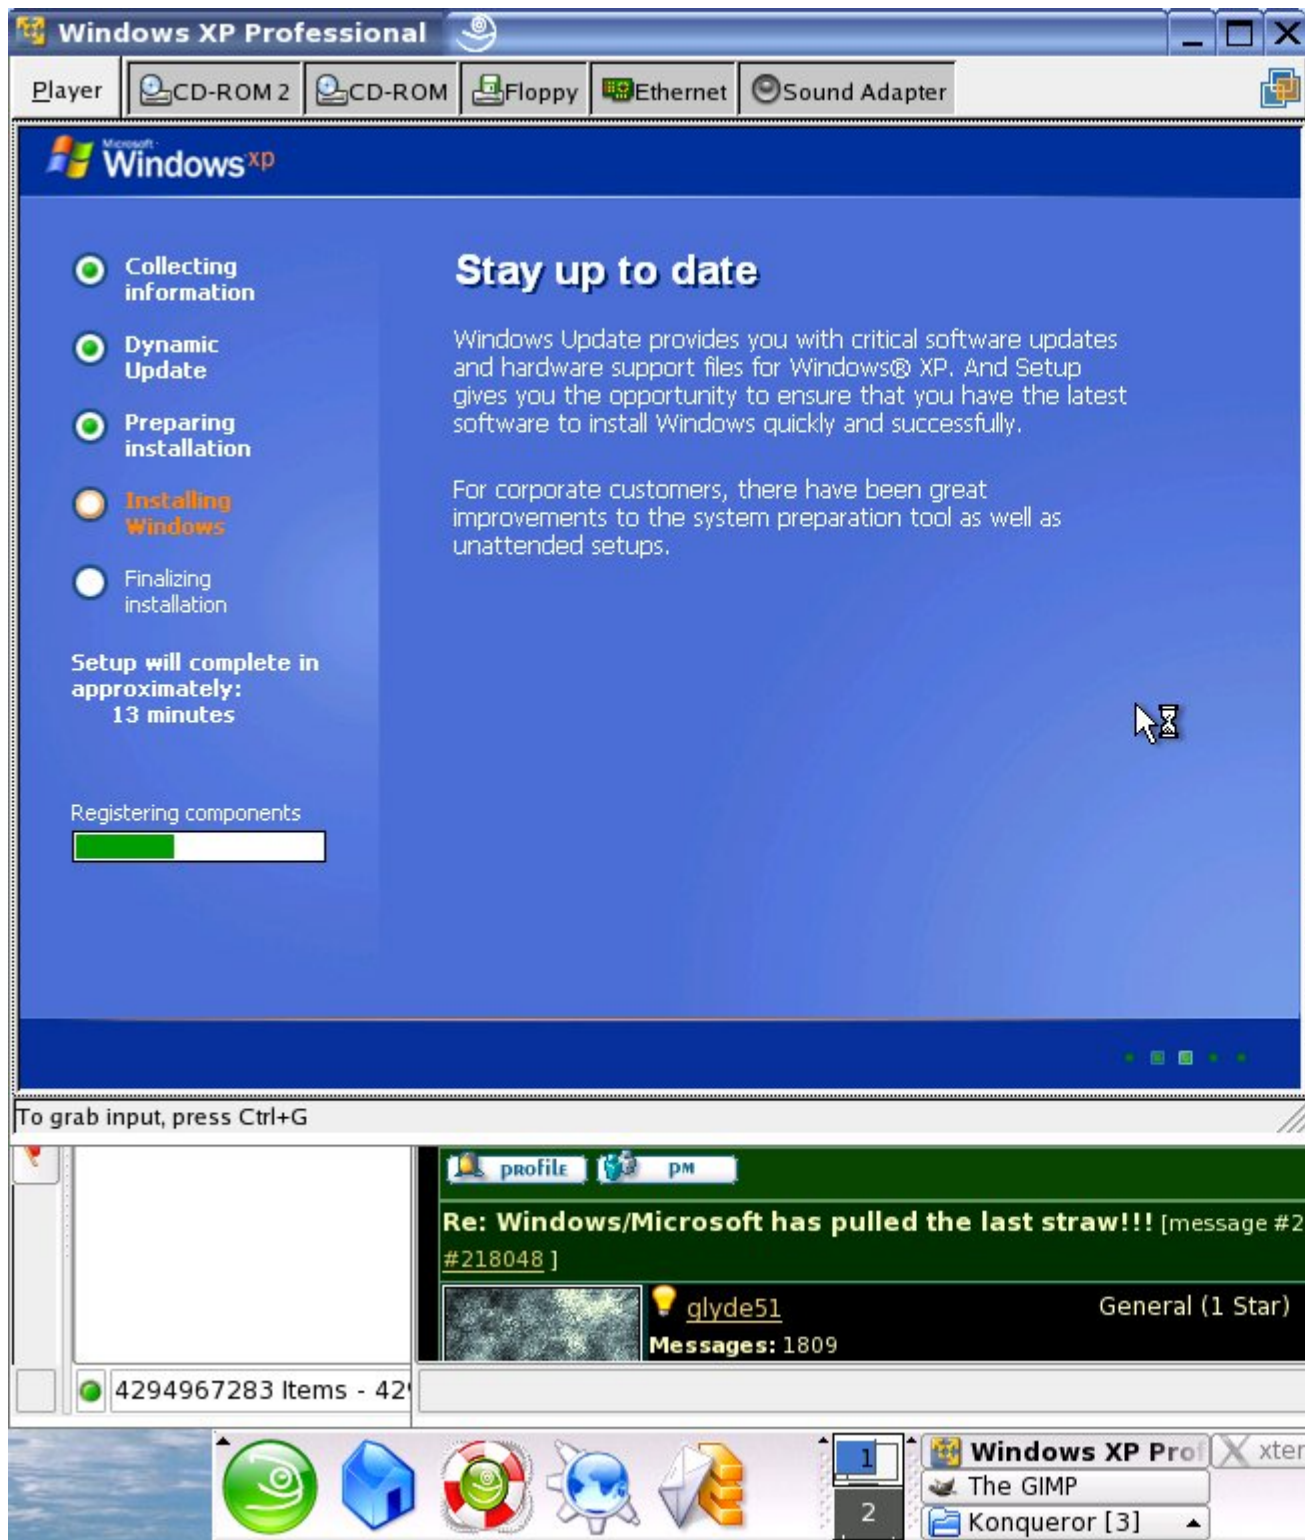 Windows XP Professional
Player CD-ROM 2 CD-ROM Floppy Ethernet Sound Adapter
Microsoft
Windows xp
Collecting
information
Dynamic
Update
Preparing
installation
Installing
Windows
Finalizing
installation
Setup will complete in
approximately:
13 minutes
Registering components
Stay up to date
Windows Update provides you with critical software updates
and hardware support files for Windows® XP. And Setup
gives you the opportunity to ensure that you have the latest
software to install Windows quickly and successfully.
For corporate customers, there have been great
improvements to the system preparation tool as well as
unattended setups.
To grab input, press Ctrl+G
profile pm
Re: Windows/Microsoft has pulled the last straw!!! [message #2
#218048 ]
glyde51 General (1 Star)
Messages: 1809
4294967283 Items - 42
1
2
Windows XP Prof
xter
The GIMP
Konqueror [3]